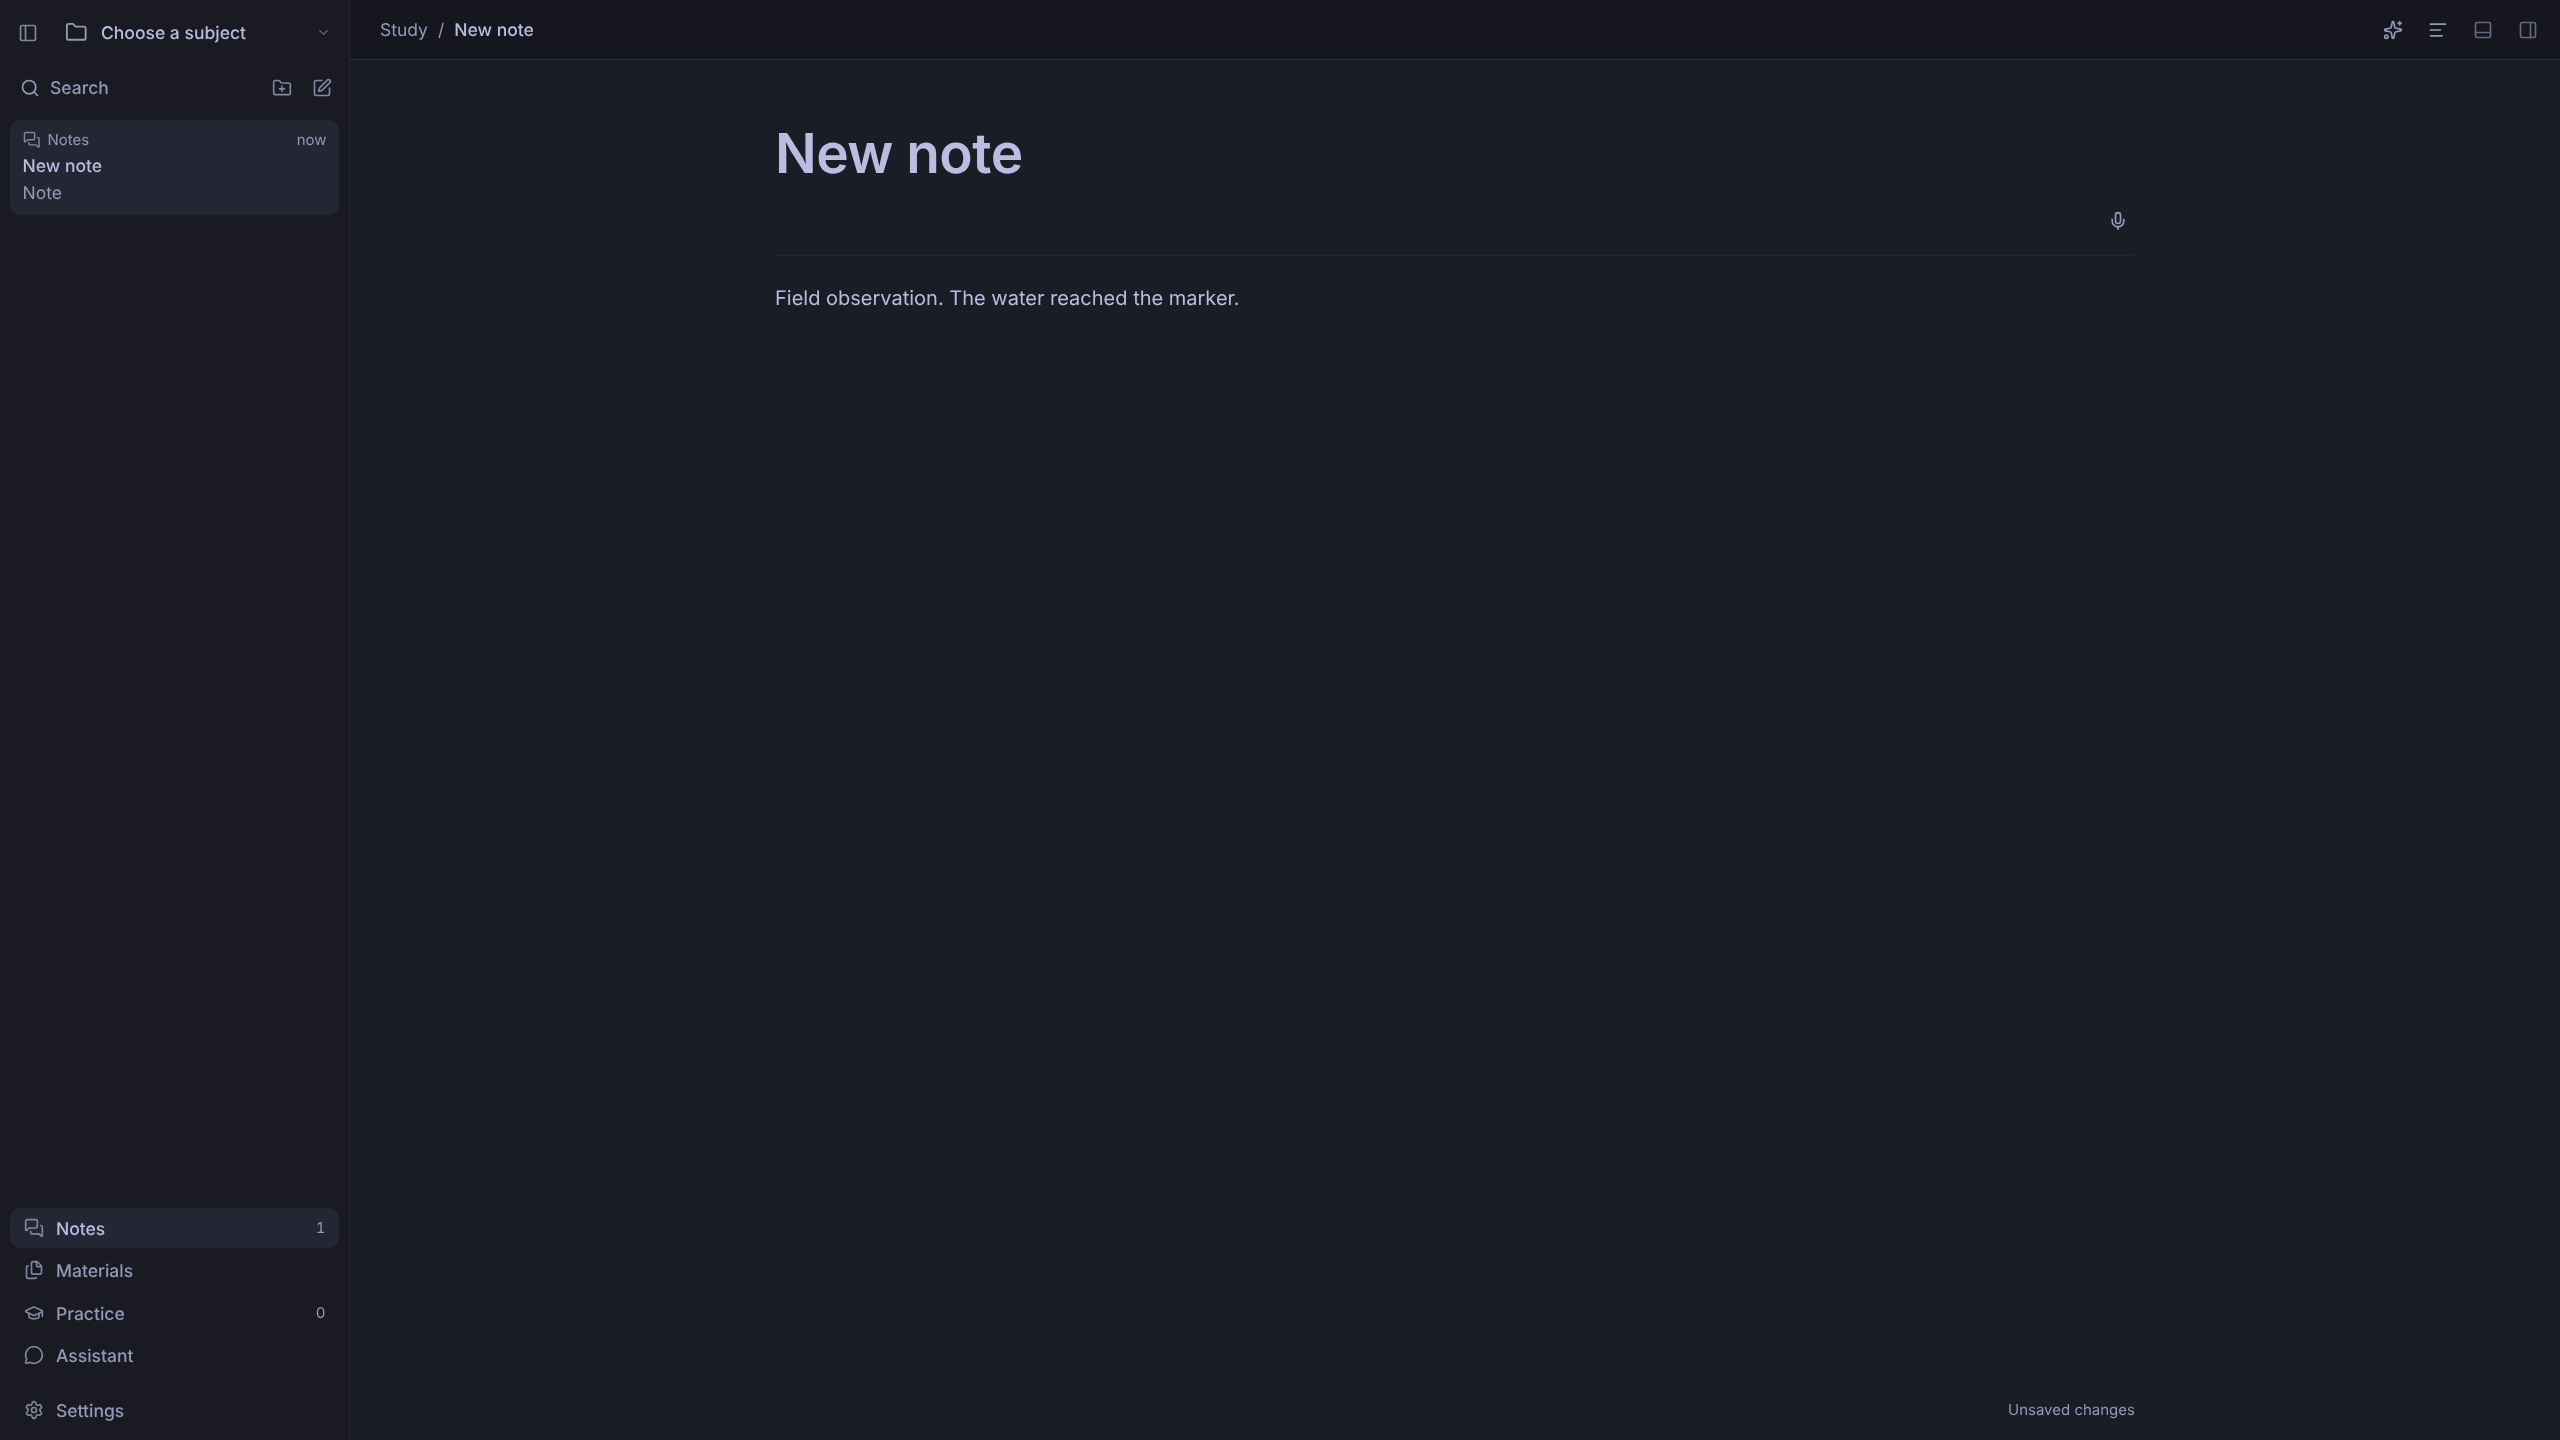 Choose a subject
Search
Notes now
New note
Note
Notes 1
Materials
Practice 0
Assistant
Settings
Study / New note
New note
Field observation. The water reached the marker.
Unsaved changes